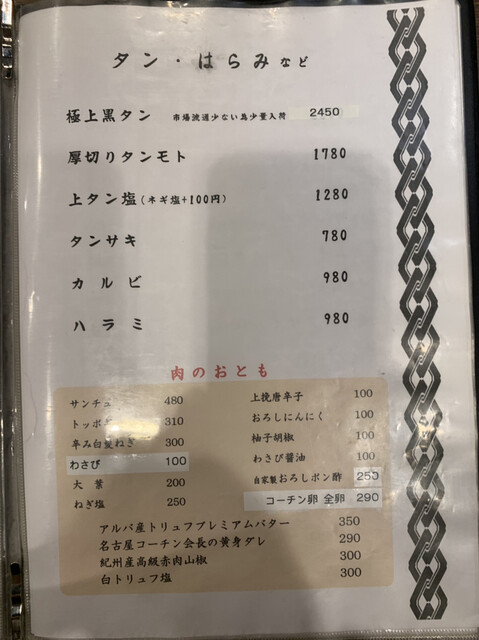 タン・はらみなど
極上黒タン 市場流通少ない為少量入荷 2450
厚切りタンモト 1780
上タン塩(ネギ塩+100円) 1280
タンサキ 780
カルビ 980
ハラミ 980
肉のおとも
サンチュ 480
トッポギ 310
辛み白髪ねぎ 300
わさび 100
大葉 200
ねぎ塩 250
上挽唐辛子 100
おろしにんにく 100
柚子胡椒 100
わさび醤油 100
自家製おろしポン酢 250
コーチン卵 全卵 290
アルバ産トリュフプレミアムバター 350
名古屋コーチン会長の黄身ダレ 290
紀州産高級赤肉山椒 300
白トリュフ塩 300